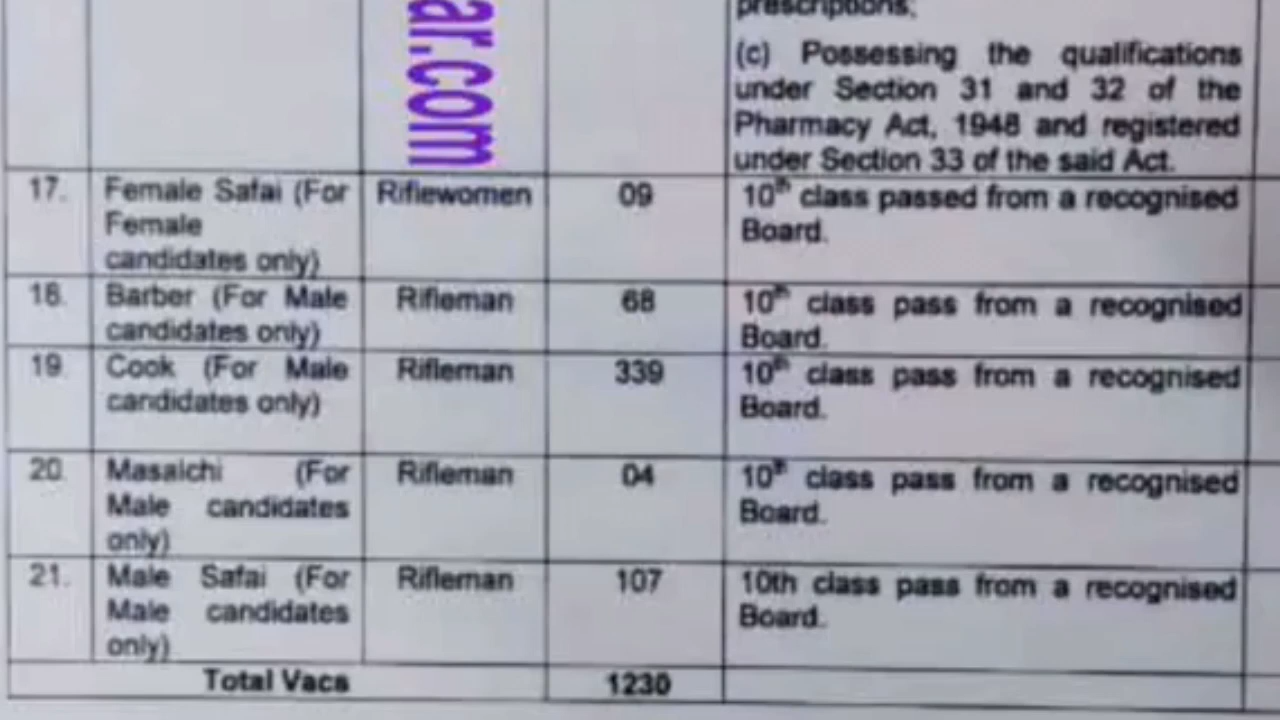 prescriptions;
(c) Possessing the qualifications
under Section 31 and 32 of the
Pharmacy Act, 1948 and registered
under Section 33 of the said Act.
ar.com
17. Female Safai (For Riflewomen 09 10th class passed from a recognised
Female Board.
candidates only)
18. Barber (For Male Rifleman 68 10th class pass from a recognised
candidates only) Board.
19. Cook (For Male Rifleman 339 10th class pass from a recognised
candidates only) Board.
20. Masalchi (For Rifleman 04 10th class pass from a recognised
Male candidates Board.
only)
21. Male Safai (For Rifleman 107 10th class pass from a recognised
Male candidates Board.
only)
Total Vacs 1230